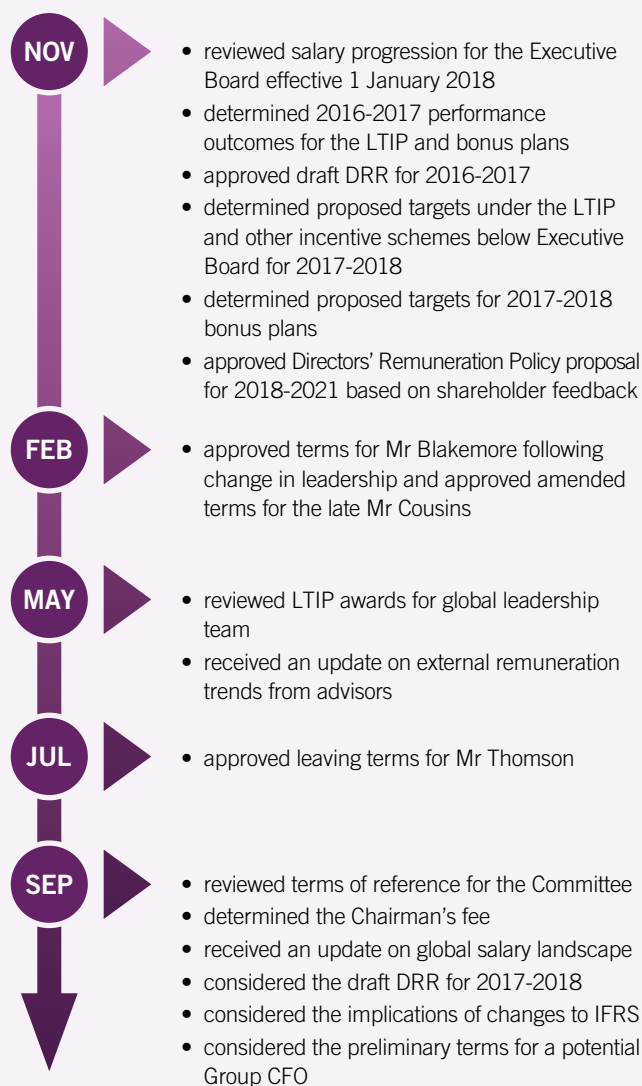 NOV
• reviewed salary progression for the Executive
Board effective 1 January 2018
• determined 2016-2017 performance
outcomes for the LTIP and bonus plans
• approved draft DRR for 2016-2017
• determined proposed targets under the LTIP
and other incentive schemes below Executive
Board for 2017-2018
• determined proposed targets for 2017-2018
bonus plans
• approved Directors' Remuneration Policy proposal
for 2018-2021 based on shareholder feedback
FEB
• approved terms for Mr Blakemore following
change in leadership and approved amended
terms for the late Mr Cousins
MAY
• reviewed LTIP awards for global leadership
team
• received an update on external remuneration
trends from advisors
JUL
• approved leaving terms for Mr Thomson
SEP
• reviewed terms of reference for the Committee
• determined the Chairman's fee
• received an update on global salary landscape
• considered the draft DRR for 2017-2018
• considered the implications of changes to IFRS
• considered the preliminary terms for a potential
Group CFO